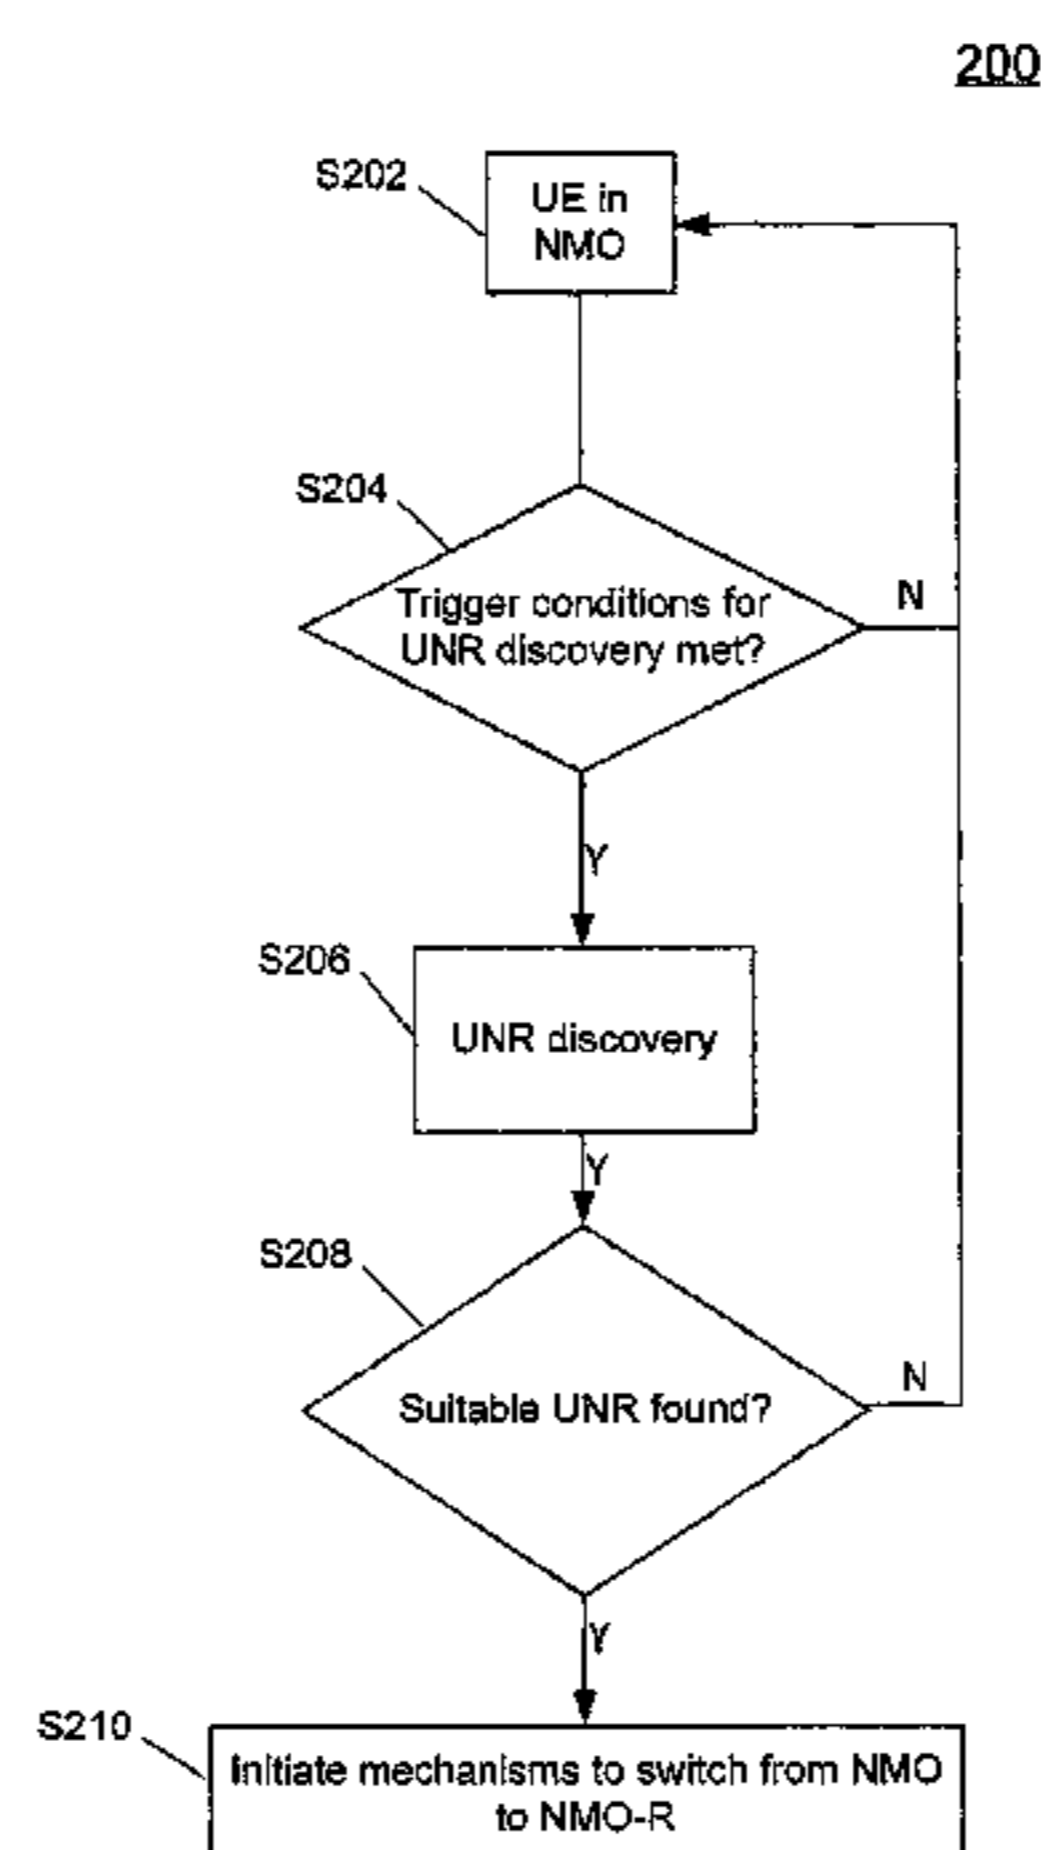 200
S202
UE in
NMO
S204
Trigger conditions for
UNR discovery met?
N
Y
S206
UNR discovery
Y
S208
Suitable UNR found?
N
Y
S210
Initiate mechanisms to switch from NMO
to NMO-R